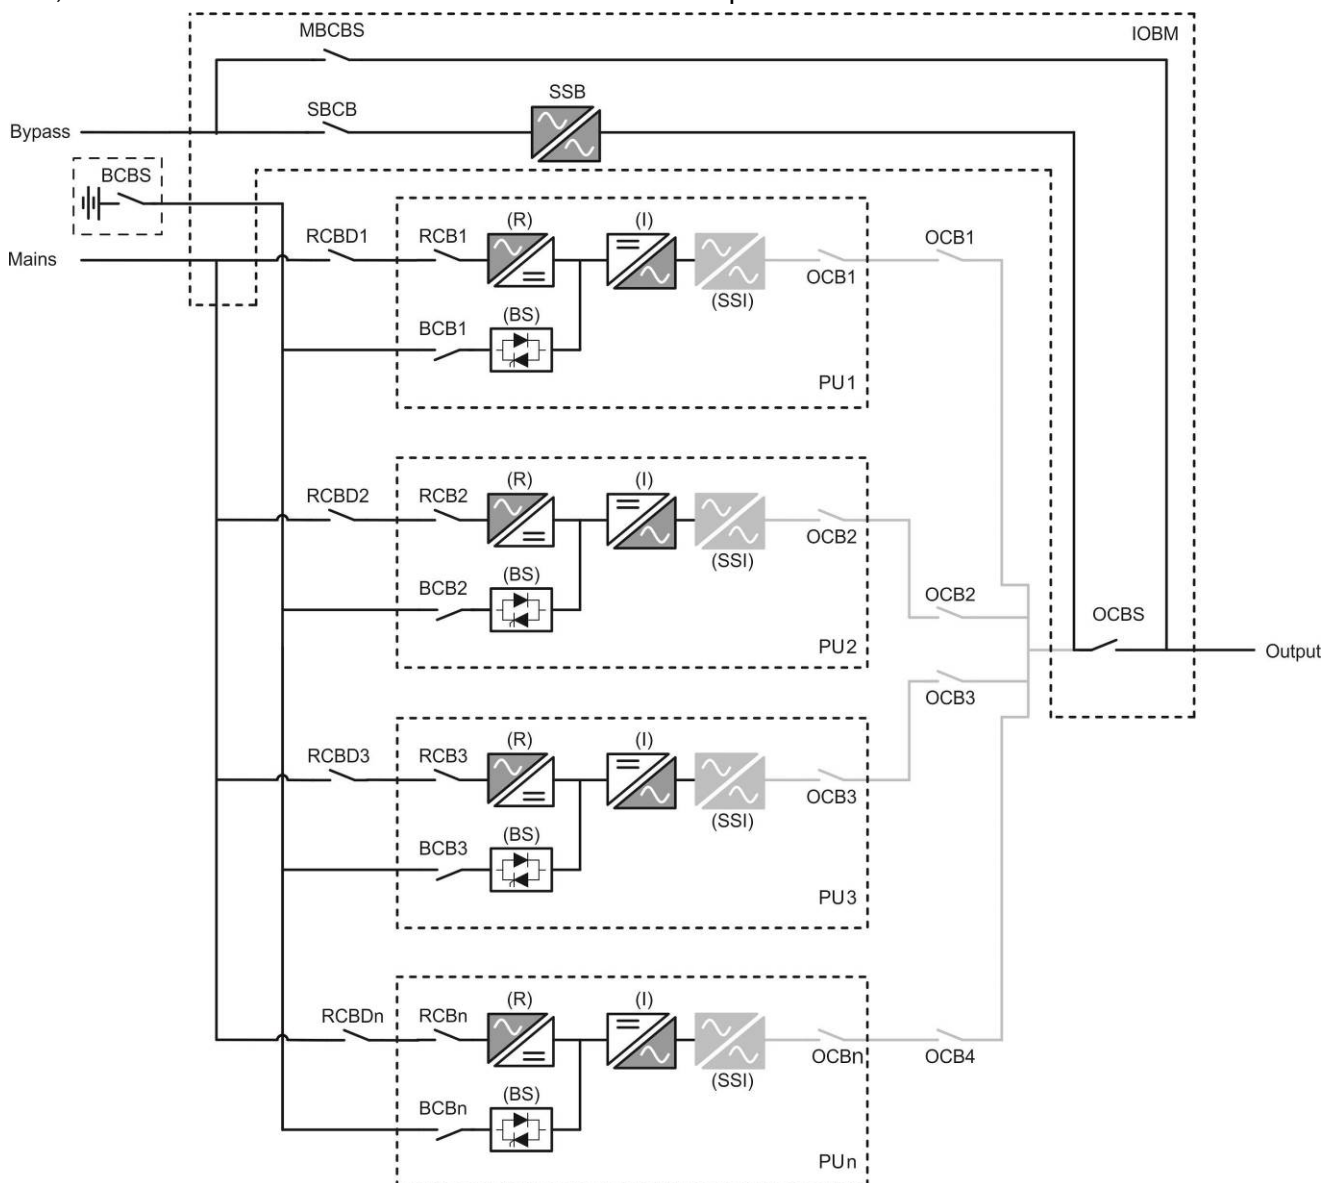 MBCBS
IOBM
SSB
SBCB
Bypass
BCBS
RCBD1
RCB1
(R)
(I)
OCB1
Mains
OCB1
(SSI)
BCB1
(BS)
PU1
(R)
(I)
RCBD2
RCB2
OCB2
(SSI)
BCB2
(BS)
OCB2
OCBS
PU2
Output
OCB3
(R)
(I)
RCBD3
RCB3
OCB3
(SSI)
BCB3
(BS)
PU3
(R)
(I)
RCBDn
RCBn
OCBn
OCB4
(SSI)
BCBn
(BS)
PUn